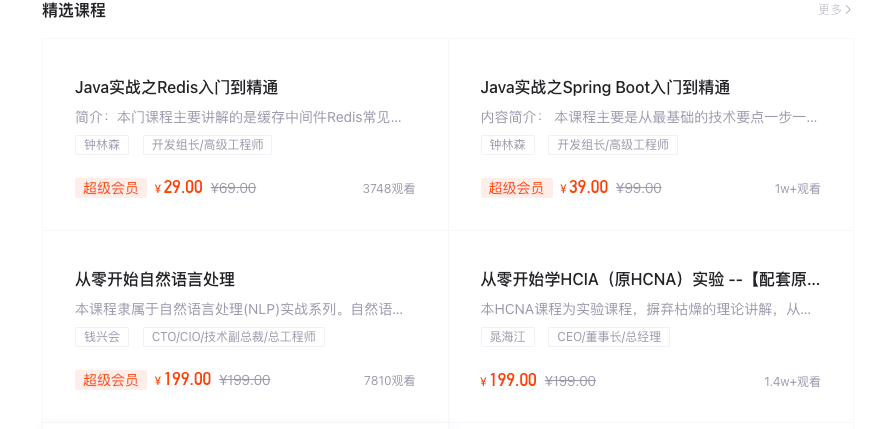 精选课程
更多 >
Java实战之Redis入门到精通
简介：本门课程主要讲解的是缓存中间件Redis常见...
钟林森
开发组长/高级工程师
超级会员 ¥29.00 ¥69.00 3748观看
Java实战之Spring Boot入门到精通
内容简介： 本课程主要是从最基础的技术要点一步一...
钟林森
开发组长/高级工程师
超级会员 ¥39.00 ¥99.00 1w+观看
从零开始自然语言处理
本课程隶属于自然语言处理(NLP)实战系列。自然语...
钱兴会
CTO/CIO/技术副总裁/总工程师
超级会员 ¥199.00 ¥199.00 7810观看
从零开始学HCIA（原HCNA）实验 --【配套原...
本HCNA课程为实验课程，摒弃枯燥的理论讲解，从...
晁海江
CEO/董事长/总经理
¥199.00 ¥199.00 1.4w+观看